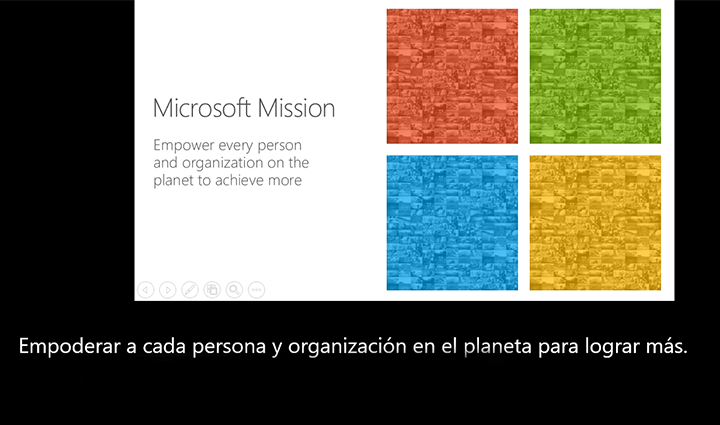 Microsoft Mission
Empower every person
and organization on the
planet to achieve more
Empoderar a cada persona y organización en el planeta para lograr más.